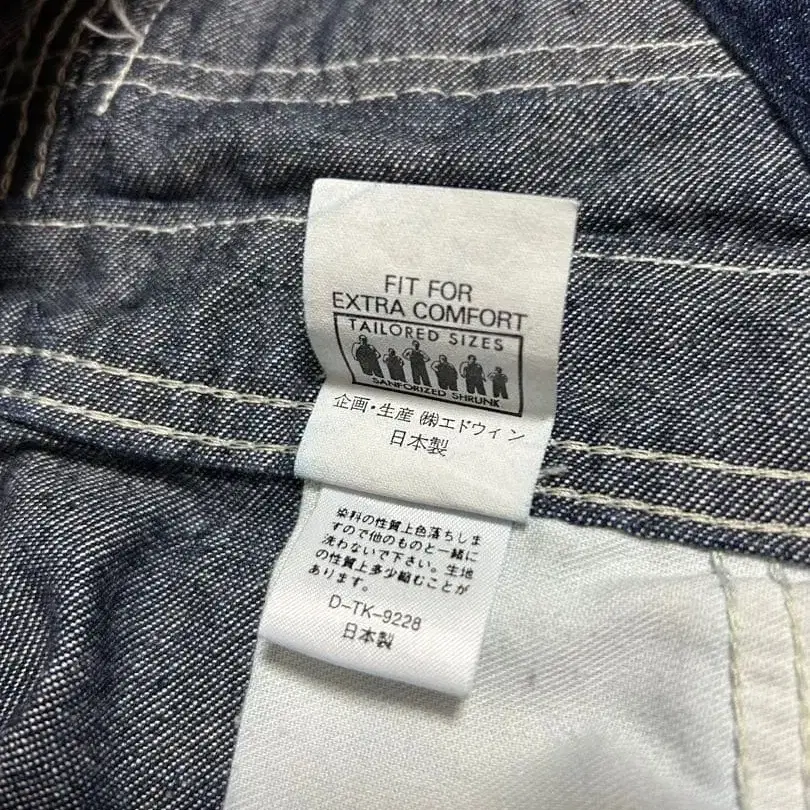 FIT FOR
EXTRA COMFORT
TAILORED SIZES
SANFORIZED SHRUNK
企画・生産 ㈱エドウィン
日本製
染料の性質上色落ちしま
すので他のものと一緒に
洗わないで下さい。生地
の性質上多少縮むことが
あります。
D-TK-9228
日本製